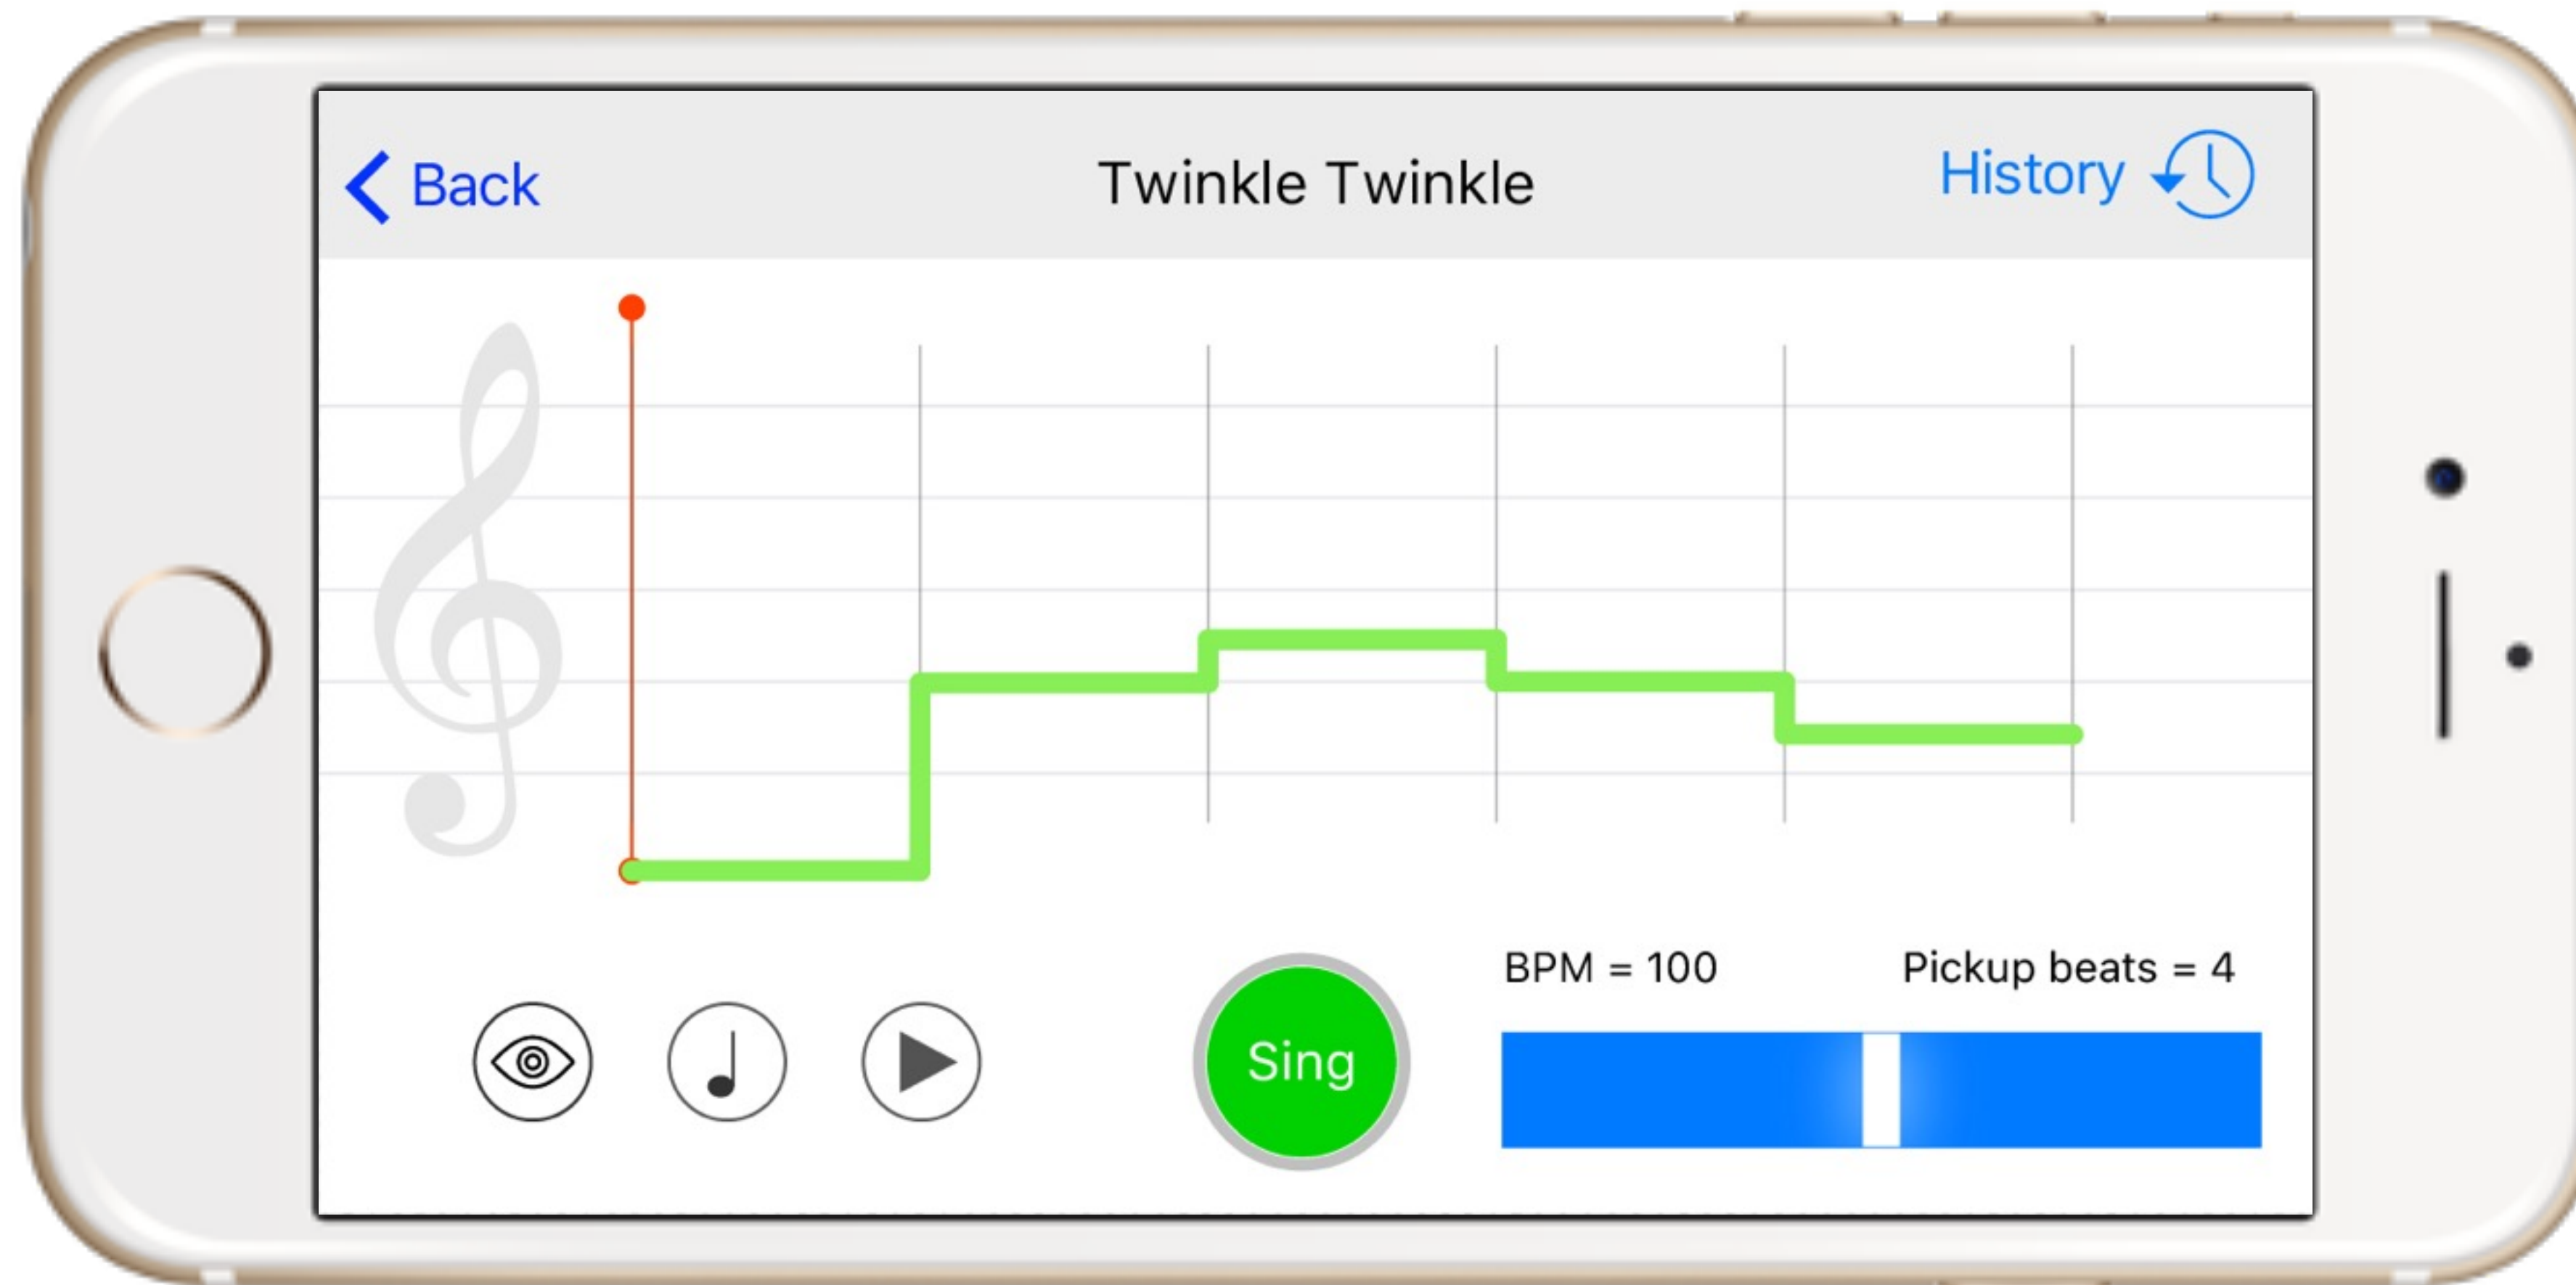 Back
Twinkle Twinkle
History
BPM = 100
Pickup beats = 4
Sing